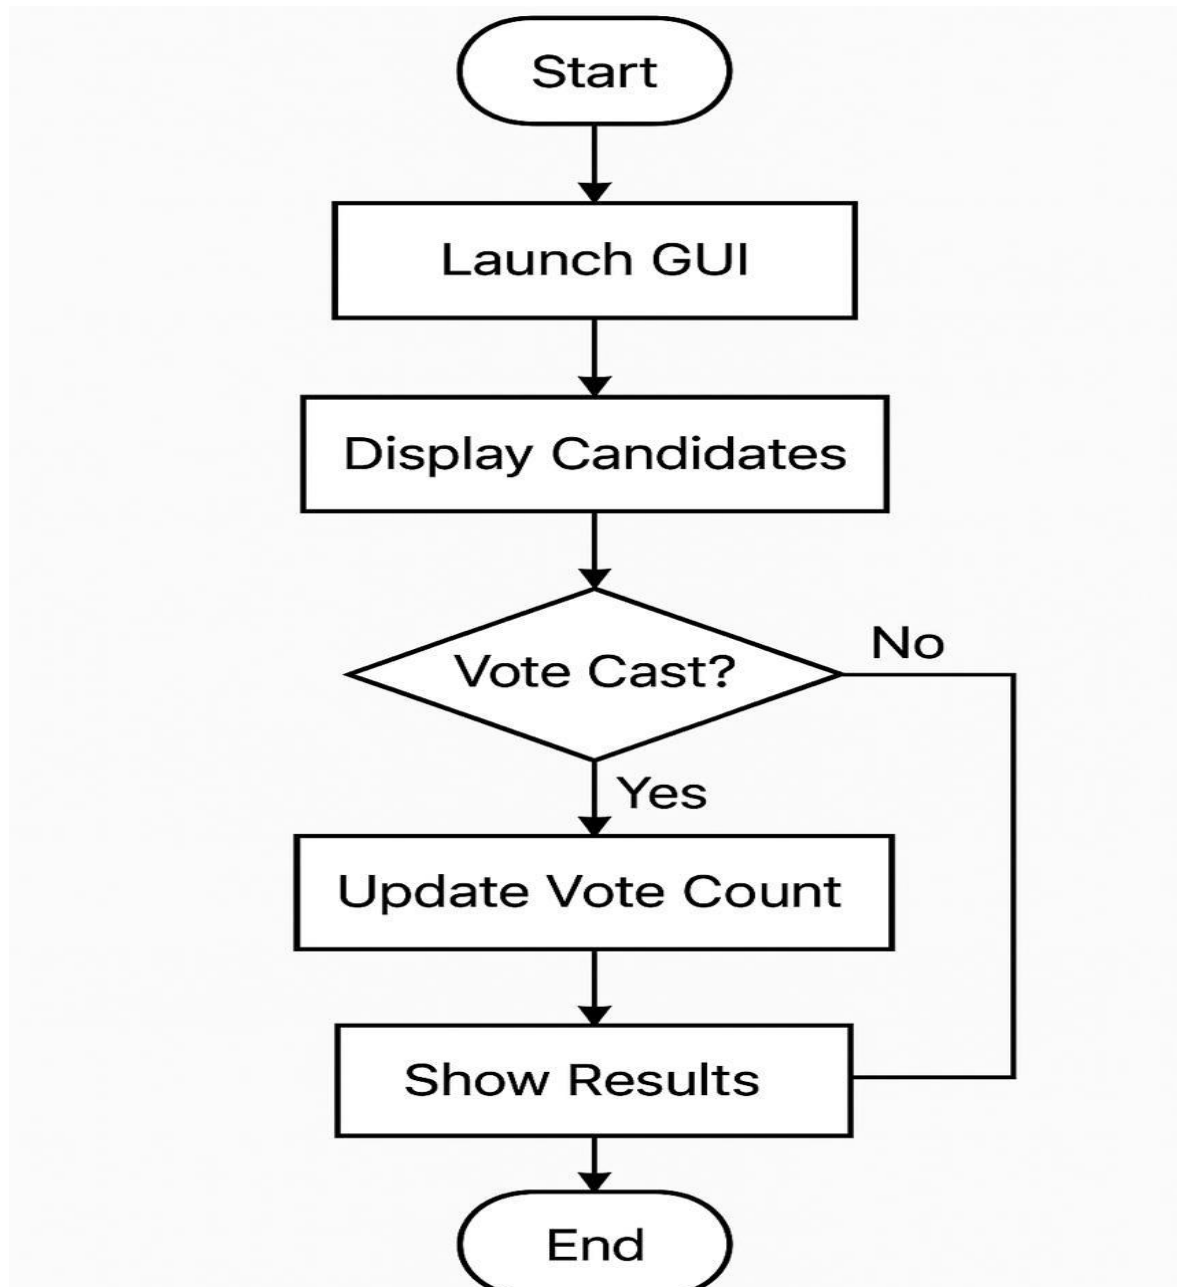 Start
Launch GUI
Display Candidates
Vote Cast?
No
Yes
Update Vote Count
Show Results
End